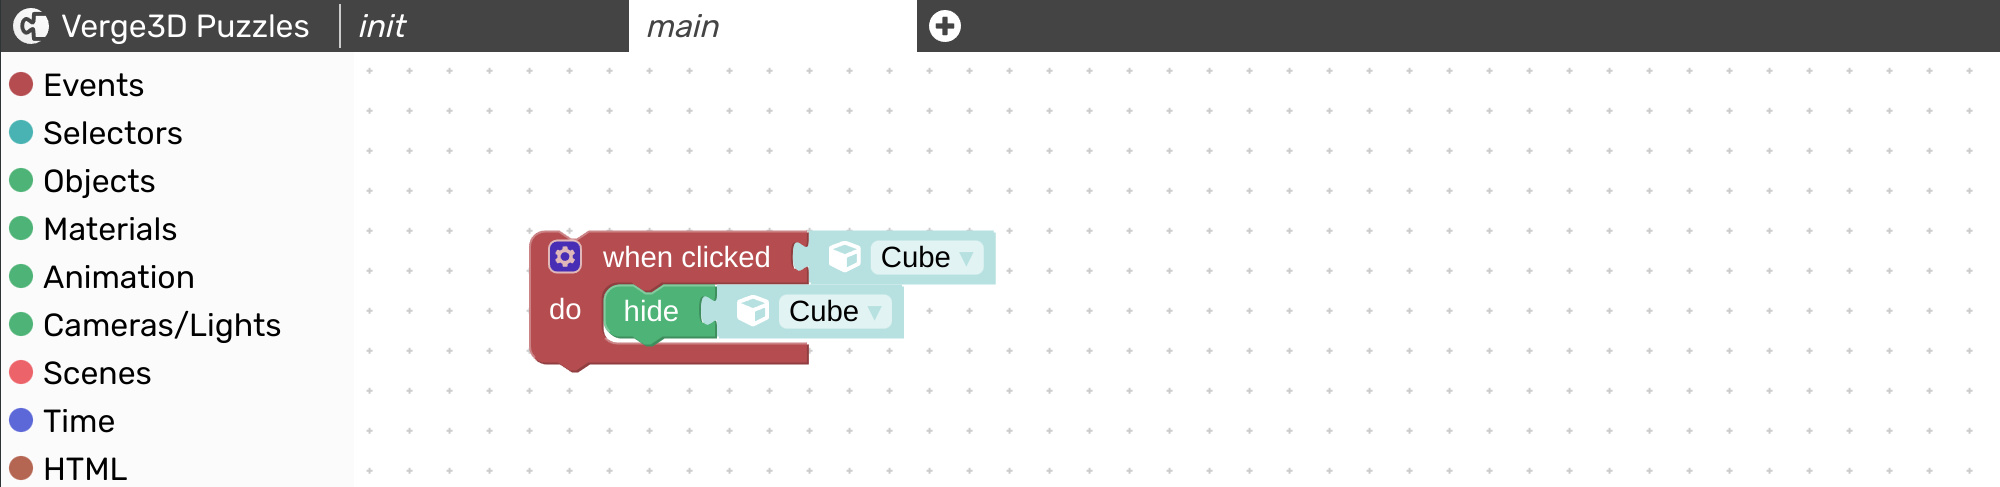 Verge3D Puzzles
init
main
Events
Selectors
Objects
Materials
Animation
Cameras/Lights
Scenes
Time
HTML
when clicked Cube
do hide Cube